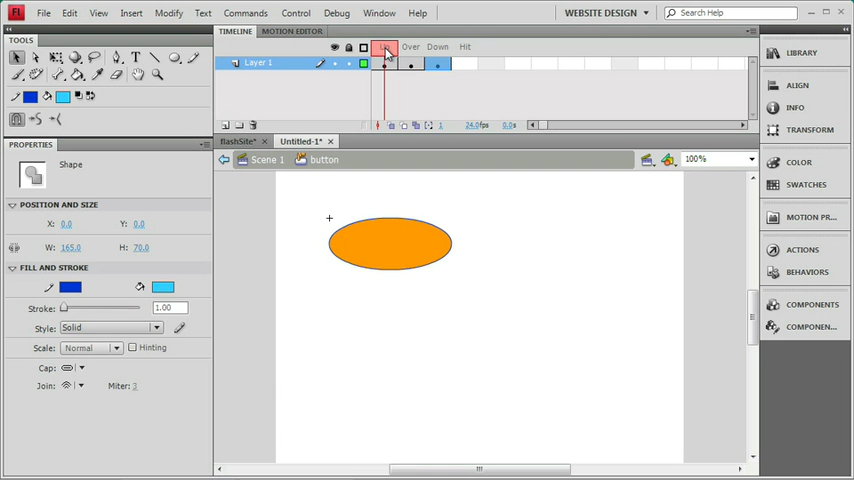 Fl File Edit View Insert Modify Text Commands Control Debug Window Help WEBSITE DESIGN Search Help
TOOLS
TIMELINE MOTION EDITOR
Up Over Down Hit
Layer 1
1 24.0fps 0.0s
flashSite* × Untitled-1* ×
Scene 1 button 100%
PROPERTIES
Shape
POSITION AND SIZE
X: 0.0 Y: 0.0
W: 165.0 H: 70.0
FILL AND STROKE
Stroke: 1.00
Style: Solid
Scale: Normal Hinting
Cap:
Join: Miter: 3
LIBRARY
ALIGN
INFO
TRANSFORM
COLOR
SWATCHES
MOTION PR...
ACTIONS
BEHAVIORS
COMPONENTS
COMPONEN...